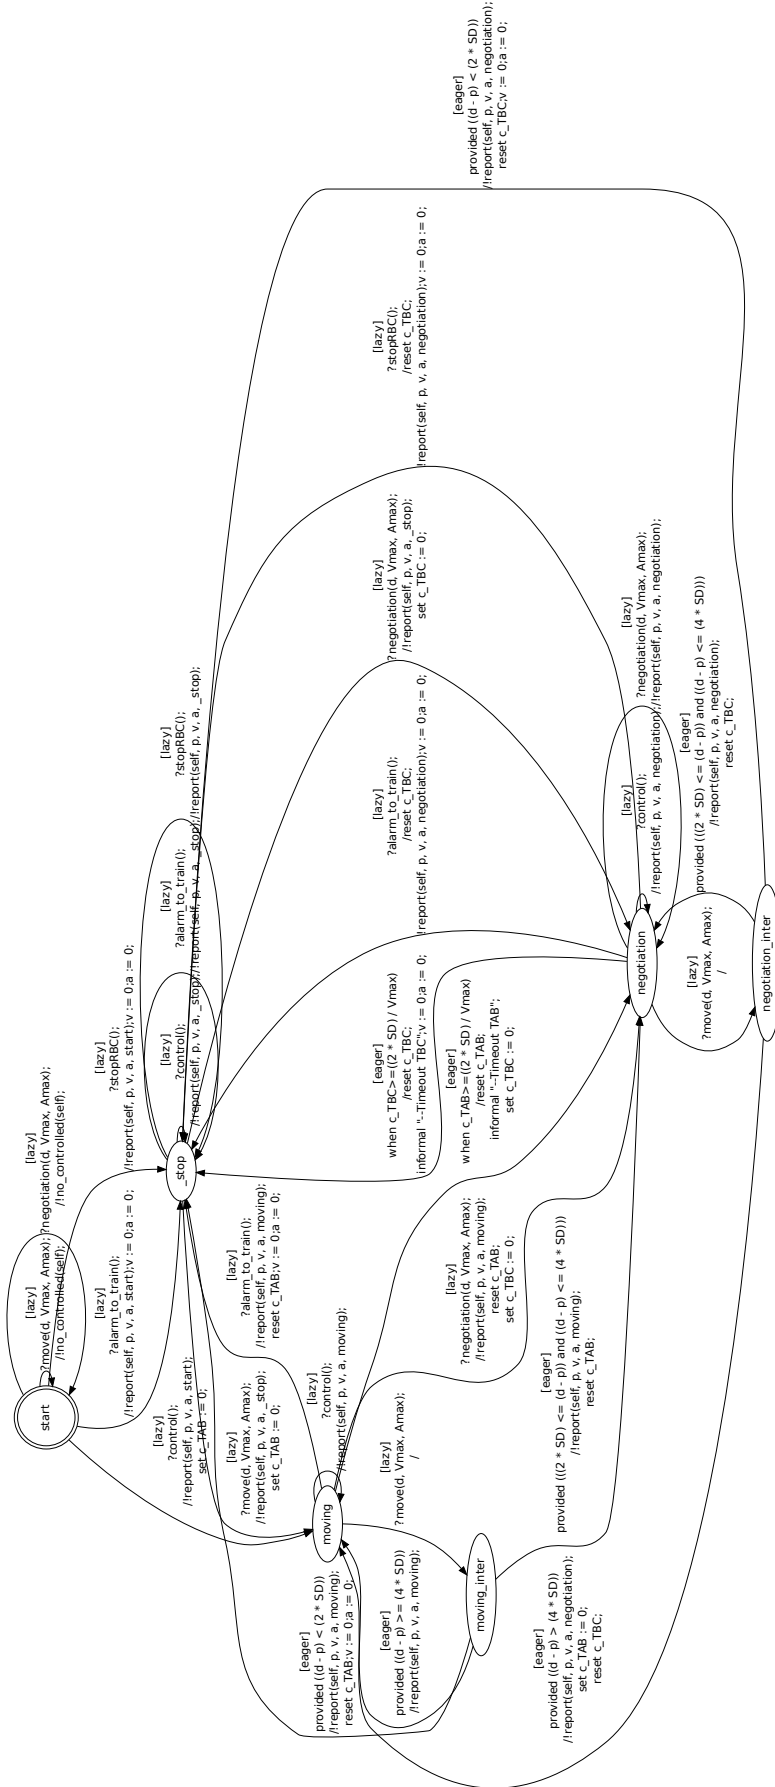 [eager]
provided ((d - p) < (2 * SD))
/!report(self, p, v, a, negotiation);
reset c_TBC;v := 0;a := 0;
[lazy]
?stopRBC();
/reset c_TBC;
!report(self, p, v, a, negotiation);v := 0;a := 0;
[lazy]
?negotiation(d, Vmax, Amax);
/!report(self, p, v, a, _stop);
set c_TBC := 0;
[lazy]
?alarm_to_train();
/reset c_TBC;
!report(self, p, v, a, negotiation);v := 0;a := 0;
[lazy]
?negotiation(d, Vmax, Amax);
/!report(self, p, v, a, negotiation);
[lazy]
?control();
/!report(self, p, v, a, negotiation);
[eager]
provided (((2 * SD) <= (d - p)) and ((d - p) <= (4 * SD)))
/!report(self, p, v, a, negotiation);
reset c_TBC;
[lazy]
?stopRBC();
/!report(self, p, v, a, _stop);
[lazy]
?alarm_to_train();
/!report(self, p, v, a, _stop);
[lazy]
?control();
/!report(self, p, v, a, _stop);
[lazy]
?stopRBC();
/!report(self, p, v, a, start);v := 0;a := 0;
[lazy]
?negotiation(d, Vmax, Amax);
/!no_controlled(self);
[lazy]
?move(d, Vmax, Amax);
/!no_controlled(self);
[lazy]
?alarm_to_train();
/!report(self, p, v, a, start);v := 0;a := 0;
start
_stop
negotiation
negotiation_inter
[lazy]
?move(d, Vmax, Amax);
/
[eager]
when c_TBC>=((2 * SD) / Vmax)
/reset c_TBC;
informal "--Timeout TBC";v := 0;a := 0;
[eager]
when c_TAB>=((2 * SD) / Vmax)
/reset c_TAB;
informal "--Timeout TAB";
set c_TBC := 0;
[lazy]
?alarm_to_train();
/!report(self, p, v, a, moving);
reset c_TAB;v := 0;a := 0;
[lazy]
?negotiation(d, Vmax, Amax);
/!report(self, p, v, a, moving);
reset c_TAB;
set c_TBC := 0;
[lazy]
?control();
/!report(self, p, v, a, start);
set c_TAB := 0;
[lazy]
?move(d, Vmax, Amax);
/!report(self, p, v, a, _stop);
set c_TAB := 0;
[lazy]
?control();
/!report(self, p, v, a, moving);
[lazy]
?move(d, Vmax, Amax);
/
[eager]
provided (((2 * SD) <= (d - p)) and ((d - p) <= (4 * SD)))
/!report(self, p, v, a, moving);
reset c_TAB;
moving
moving_inter
[eager]
provided ((d - p) < (2 * SD))
/!report(self, p, v, a, moving);
reset c_TAB;v := 0;a := 0;
[eager]
provided ((d - p) >= (4 * SD))
/!report(self, p, v, a, moving);
[eager]
provided ((d - p) > (4 * SD))
/!report(self, p, v, a, negotiation);
set c_TAB := 0;
reset c_TBC;